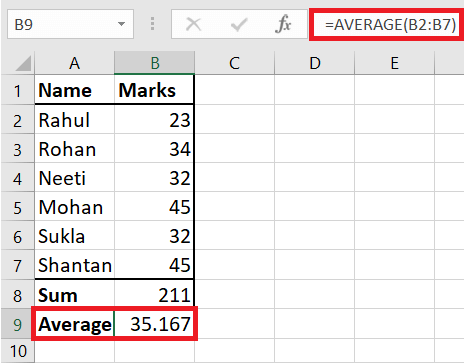 B9 fx =AVERAGE(B2:B7)
A B C D E
1 Name Marks
2 Rahul 23
3 Rohan 34
4 Neeti 32
5 Mohan 45
6 Sukla 32
7 Shantan 45
8 Sum 211
9 Average 35.167
10